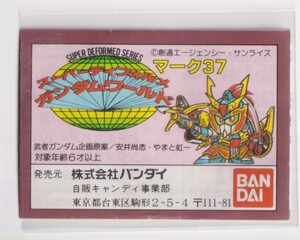 SUPER DEFORMED SERIES
スーパーディフォルメ
ガンダムワールド
©創通エージェンシー・サンライズ
マーク37
武者ガンダム企画原案/安井尚志・やまと虹一
対象年齢6才以上
発売元 株式会社バンダイ
自販キャンディ事業部
東京都台東区駒形2-5-4 〒111-81
BAN
DAI